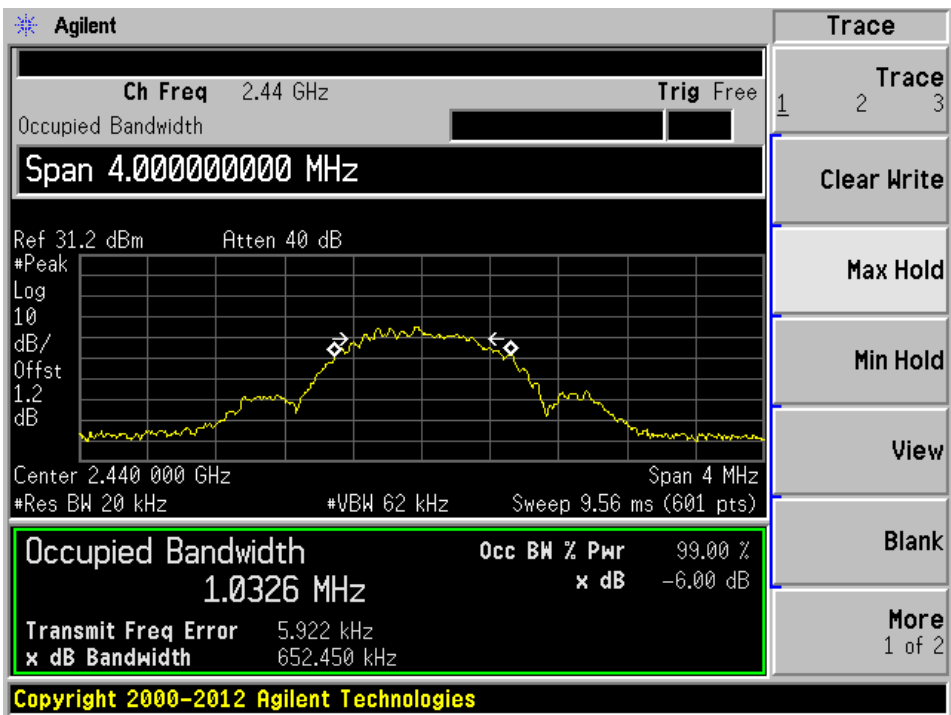 Agilent
Trace
Ch Freq 2.44 GHz Trig Free
Occupied Bandwidth
Trace
1 2 3
Span 4.000000000 MHz
Clear Write
Ref 31.2 dBm Atten 40 dB
#Peak
Log
10
dB/
Offst
1.2
dB
Max Hold
Min Hold
View
Center 2.440 000 GHz Span 4 MHz
#Res BW 20 kHz #VBW 62 kHz Sweep 9.56 ms (601 pts)
Blank
Occupied Bandwidth Occ BW % Pwr 99.00 %
1.0326 MHz x dB -6.00 dB
Transmit Freq Error 5.922 kHz
x dB Bandwidth 652.450 kHz
More
1 of 2
Copyright 2000-2012 Agilent Technologies